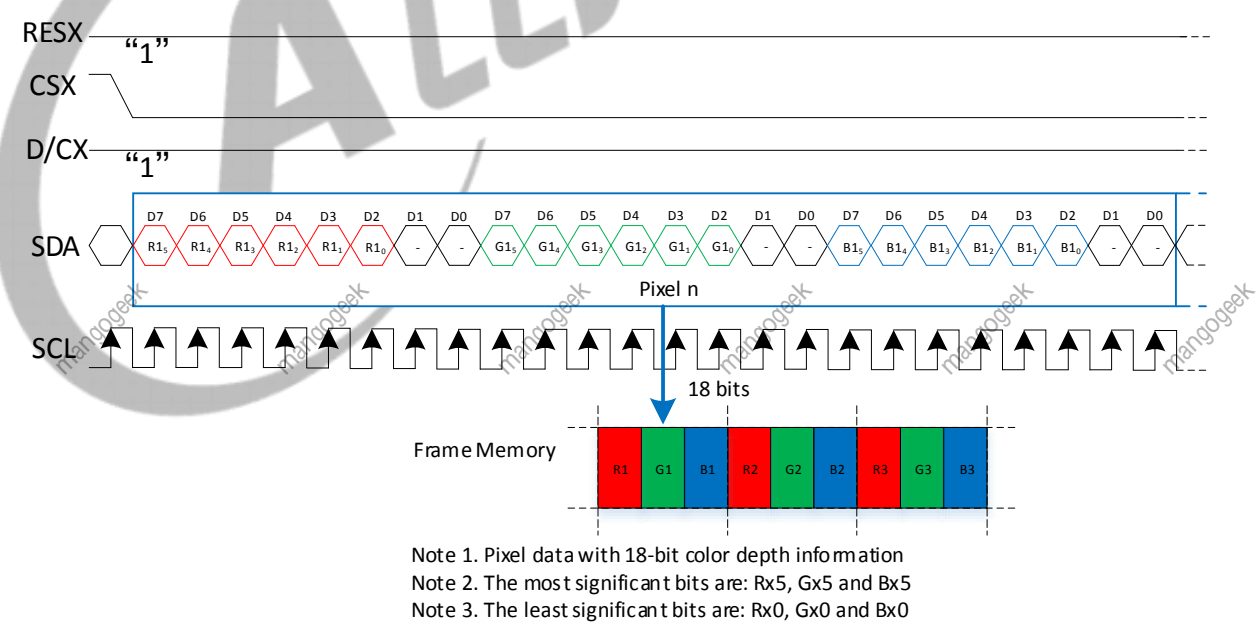 ALL
RESX
“1”
CSX
D/CX
“1”
D7 D6 D5 D4 D3 D2 D1 D0 D7 D6 D5 D4 D3 D2 D1 D0 D7 D6 D5 D4 D3 D2 D1 D0
SDA R1₅ R1₄ R1₃ R1₂ R1₁ R1₀ - - G1₅ G1₄ G1₃ G1₂ G1₁ G1₀ - - B1₅ B1₄ B1₃ B1₂ B1₁ B1₀ - -
Pixel n
mangogeek mangogeek mangogeek mangogeek mangogeek mangogeek
SCL
18 bits
Frame Memory
R1 G1 B1 R2 G2 B2 R3 G3 B3
Note 1. Pixel data with 18-bit color depth information
Note 2. The most significant bits are: Rx5, Gx5 and Bx5
Note 3. The least significant bits are: Rx0, Gx0 and Bx0